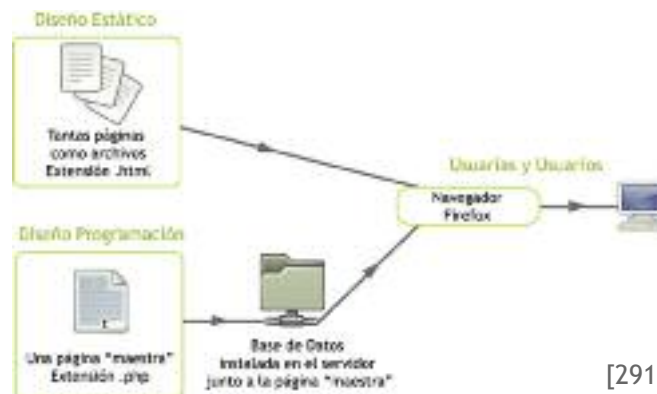 Diseño Estático
Tantas páginas
como archivos
Extensión .html
Usuarias y Usuarios
Navegador
Firefox
Diseño Programación
Una página "maestra"
Extensión .php
Base de Datos
instalada en el servidor
junto a la página "maestra"
[291